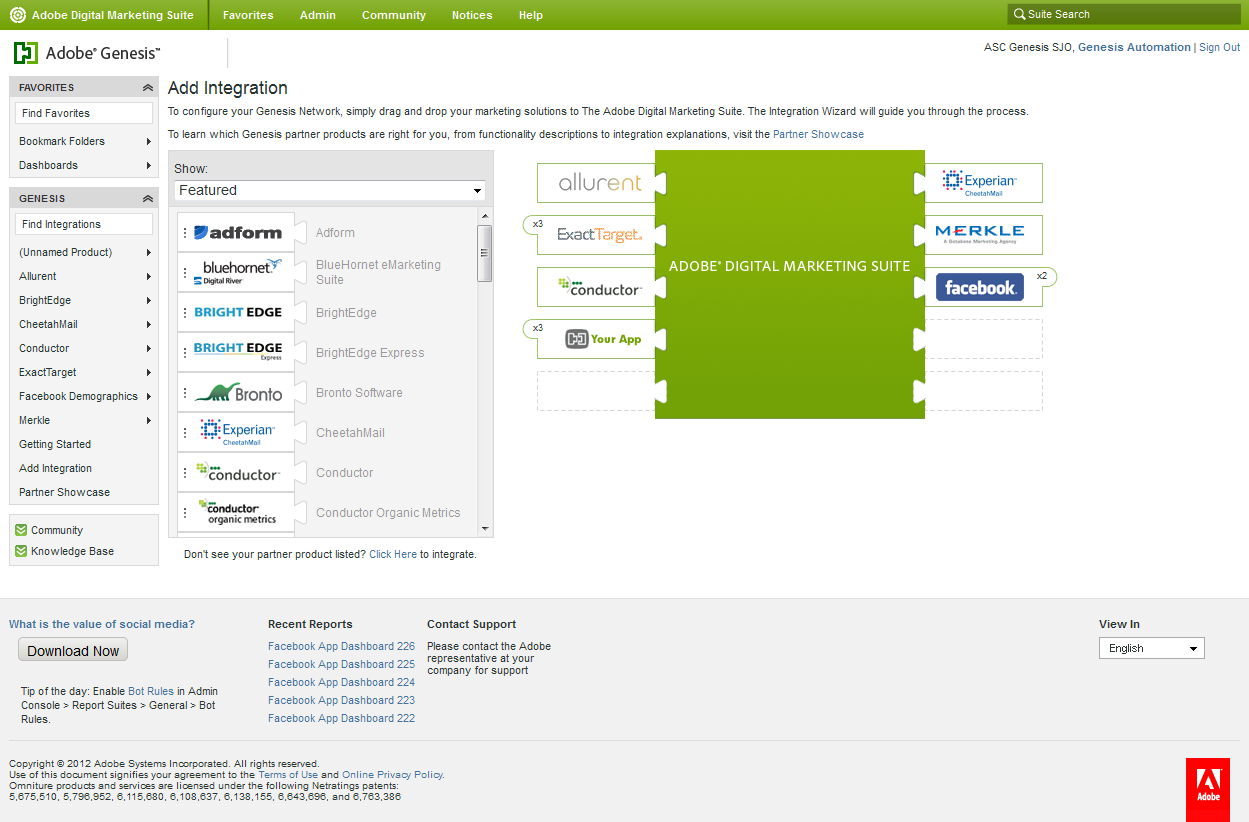 Adobe Digital Marketing Suite
Favorites
Admin
Community
Notices
Help
Suite Search
Adobe® Genesis™
ASC Genesis SJO, Genesis Automation | Sign Out
FAVORITES
Find Favorites
Bookmark Folders
Dashboards
GENESIS
Find Integrations
(Unnamed Product)
Allurent
BrightEdge
CheetahMail
Conductor
ExactTarget
Facebook Demographics
Merkle
Getting Started
Add Integration
Partner Showcase
Community
Knowledge Base
Add Integration
To configure your Genesis Network, simply drag and drop your marketing solutions to The Adobe Digital Marketing Suite. The Integration Wizard will guide you through the process.
To learn which Genesis partner products are right for you, from functionality descriptions to integration explanations, visit the Partner Showcase
Show:
Featured
adform
Adform
bluehornet
Digital River
BlueHornet eMarketing
Suite
BRIGHT EDGE
BrightEdge
BRIGHT EDGE
Express
BrightEdge Express
Bronto
Bronto Software
Experian™
CheetahMail
CheetahMail
conductor
Conductor
conductor
organic metrics
Conductor Organic Metrics
Don't see your partner product listed? Click Here to integrate.
allurent
x3
ExactTarget.
conductor
x3
Your App
ADOBE® DIGITAL MARKETING SUITE
Experian™
CheetahMail
MERKLE
A Database Marketing Agency
facebook.
x2
What is the value of social media?
Download Now
Tip of the day: Enable Bot Rules in Admin
Console > Report Suites > General > Bot
Rules.
Recent Reports
Facebook App Dashboard 226
Facebook App Dashboard 225
Facebook App Dashboard 224
Facebook App Dashboard 223
Facebook App Dashboard 222
Contact Support
Please contact the Adobe
representative at your
company for support
View In
English
Copyright © 2012 Adobe Systems Incorporated. All rights reserved.
Use of this document signifies your agreement to the Terms of Use and Online Privacy Policy.
Omniture products and services are licensed under the following Netratings patents:
5,675,510, 5,796,952, 6,115,680, 6,108,637, 6,138,155, 6,643,696, and 6,763,386
Adobe